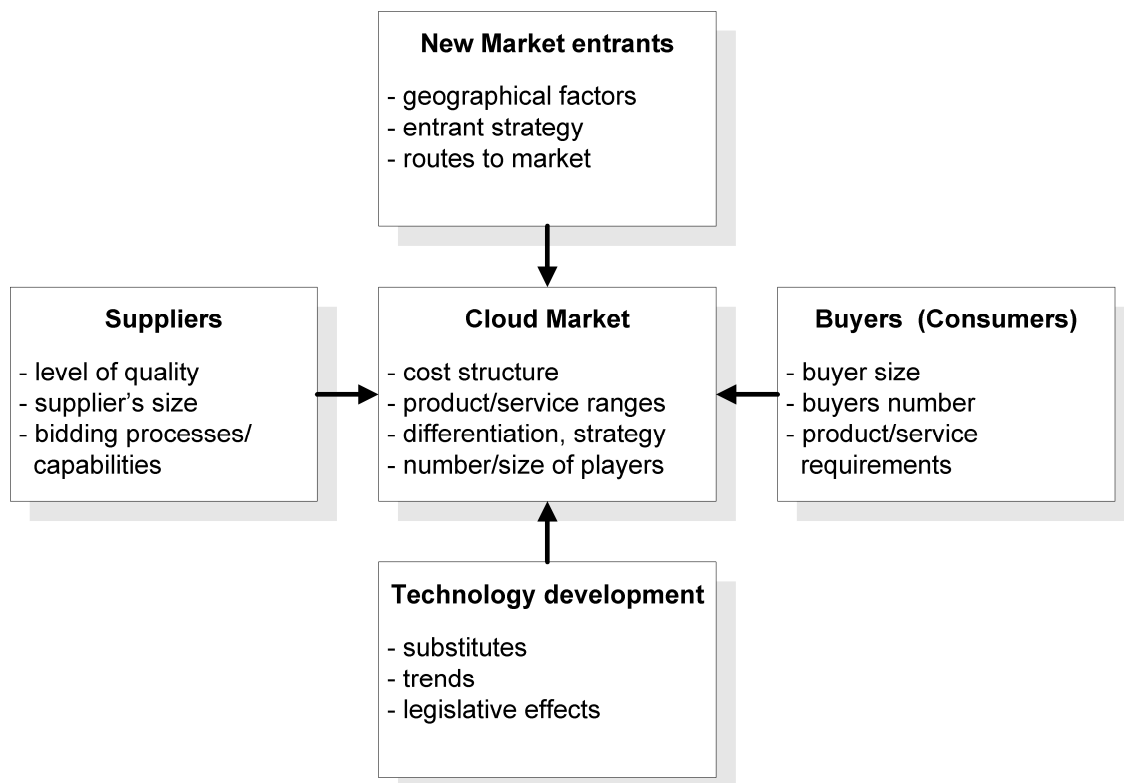 New Market entrants
- geographical factors
- entrant strategy
- routes to market
Suppliers
- level of quality
- supplier’s size
- bidding processes/
capabilities
Cloud Market
- cost structure
- product/service ranges
- differentiation, strategy
- number/size of players
Buyers (Consumers)
- buyer size
- buyers number
- product/service
requirements
Technology development
- substitutes
- trends
- legislative effects